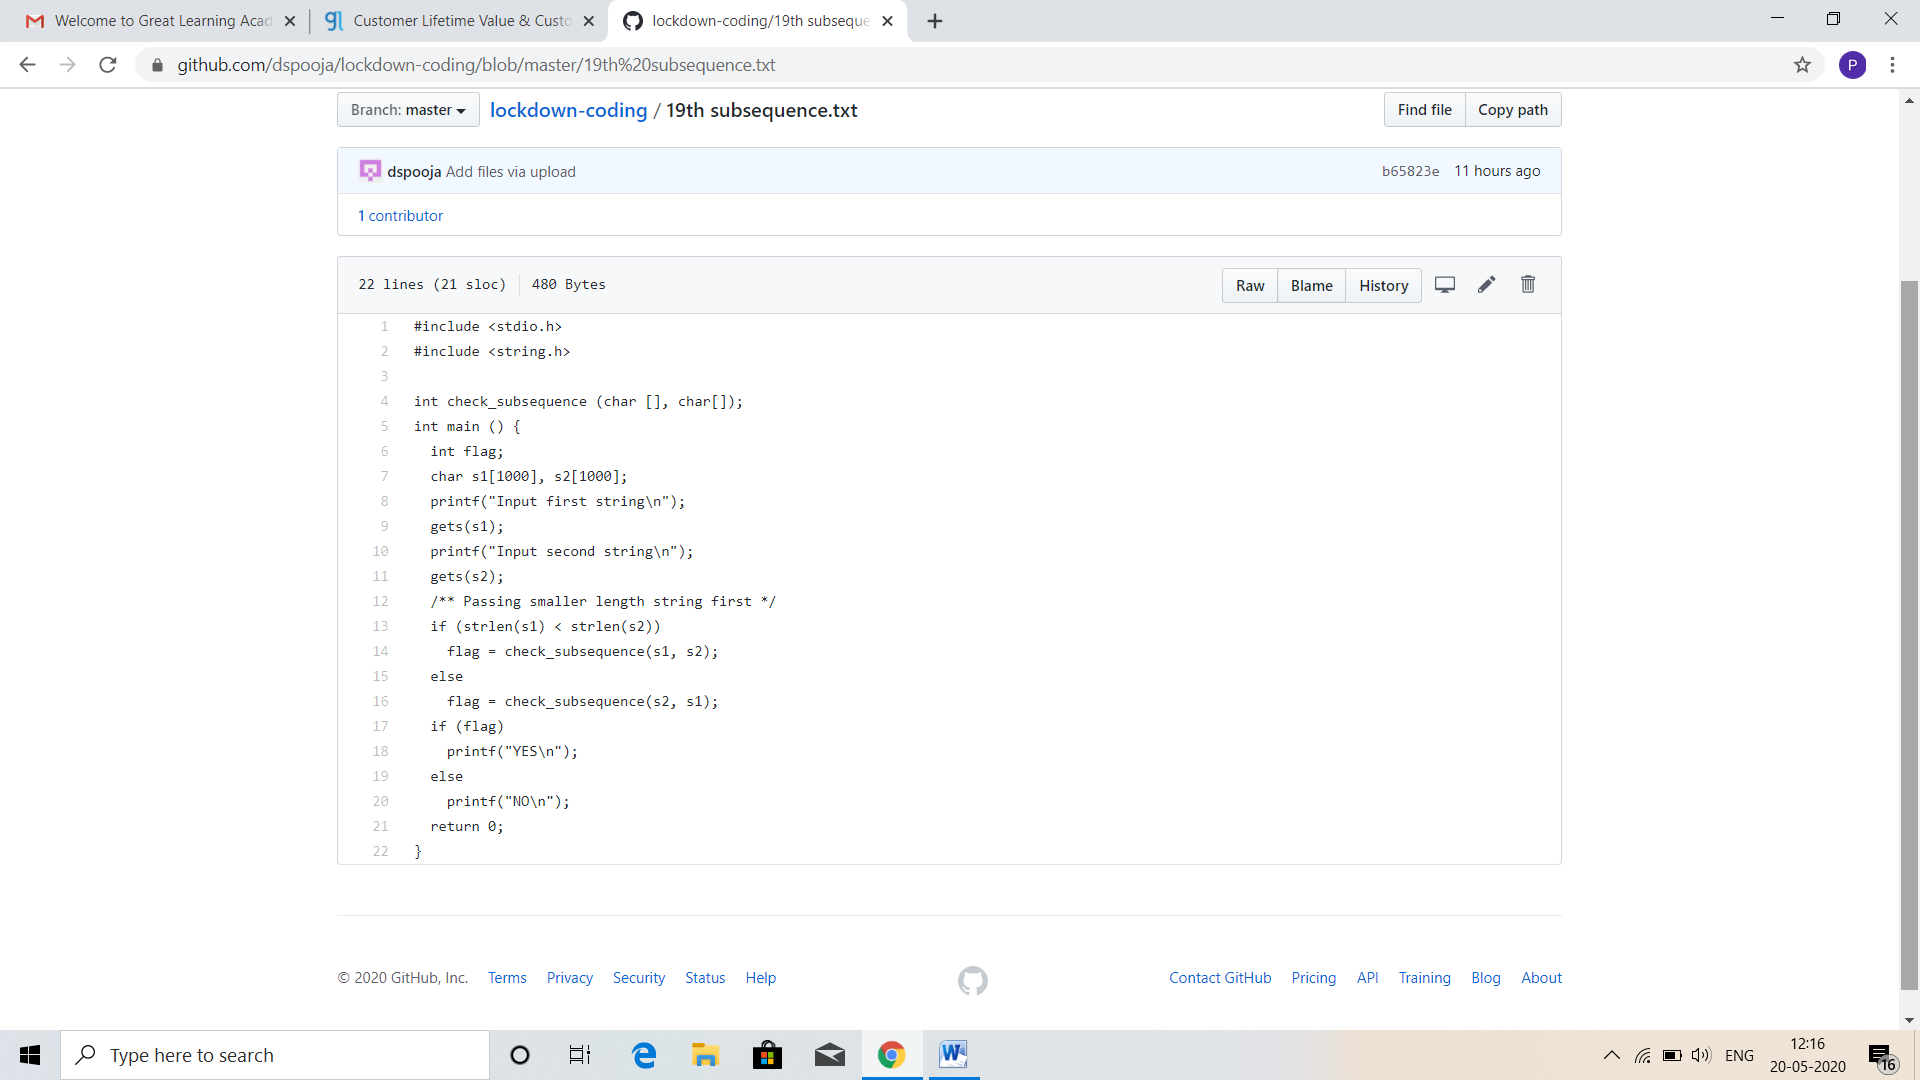 Welcome to Great Learning Acad
Customer Lifetime Value & Custo
lockdown-coding/19th subseque
github.com/dspooja/lockdown-coding/blob/master/19th%20subsequence.txt
P
Branch: master
lockdown-coding / 19th subsequence.txt
Find file
Copy path
dspooja Add files via upload
b65823e 11 hours ago
1 contributor
22 lines (21 sloc) 480 Bytes
Raw
Blame
History
1 #include <stdio.h>
2 #include <string.h>
3
4 int check_subsequence (char [], char[]);
5 int main () {
6 int flag;
7 char s1[1000], s2[1000];
8 printf("Input first string\n");
9 gets(s1);
10 printf("Input second string\n");
11 gets(s2);
12 /** Passing smaller length string first */
13 if (strlen(s1) < strlen(s2))
14 flag = check_subsequence(s1, s2);
15 else
16 flag = check_subsequence(s2, s1);
17 if (flag)
18 printf("YES\n");
19 else
20 printf("NO\n");
21 return 0;
22 }
© 2020 GitHub, Inc. Terms Privacy Security Status Help
Contact GitHub Pricing API Training Blog About
Type here to search
ENG
12:16
20-05-2020
16